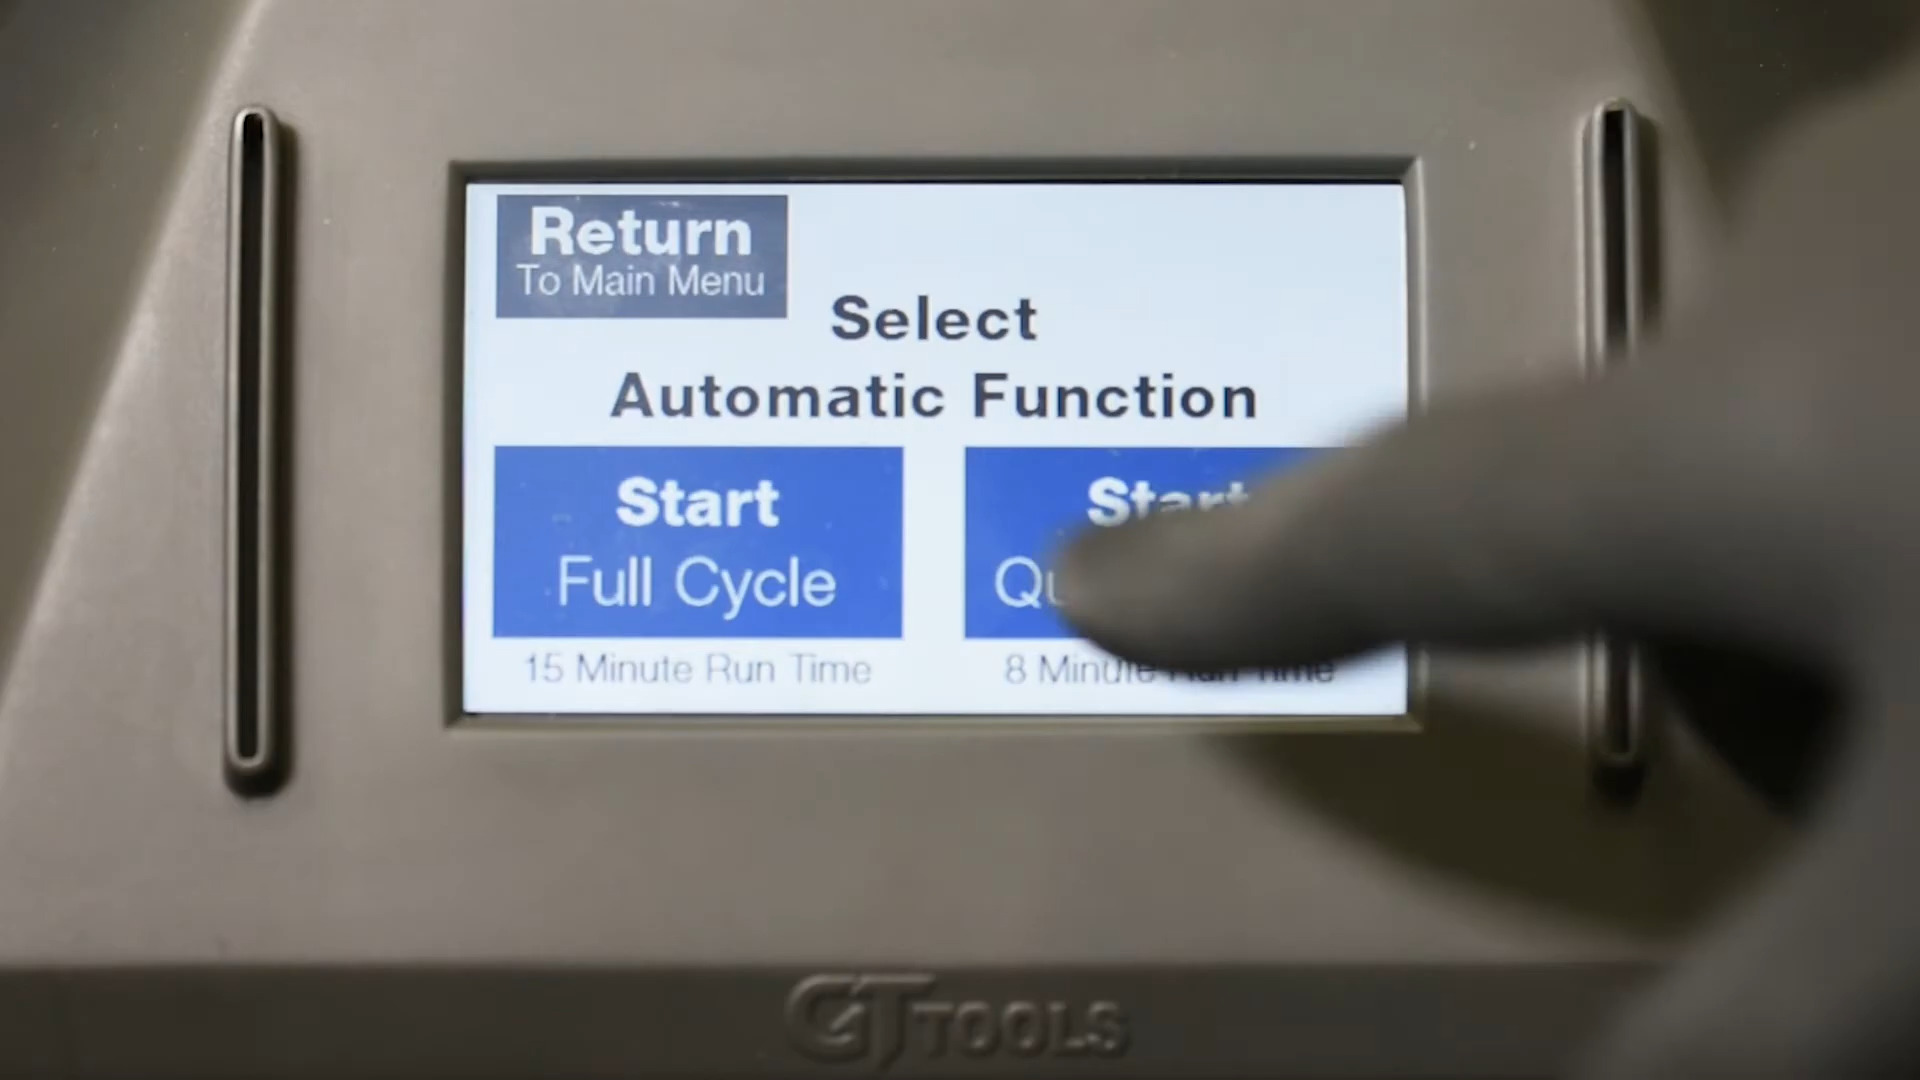 Return
To Main Menu
Select
Automatic Function
Start
Full Cycle
15 Minute Run Time
Start
8 Minute Run Time
GT TOOLS